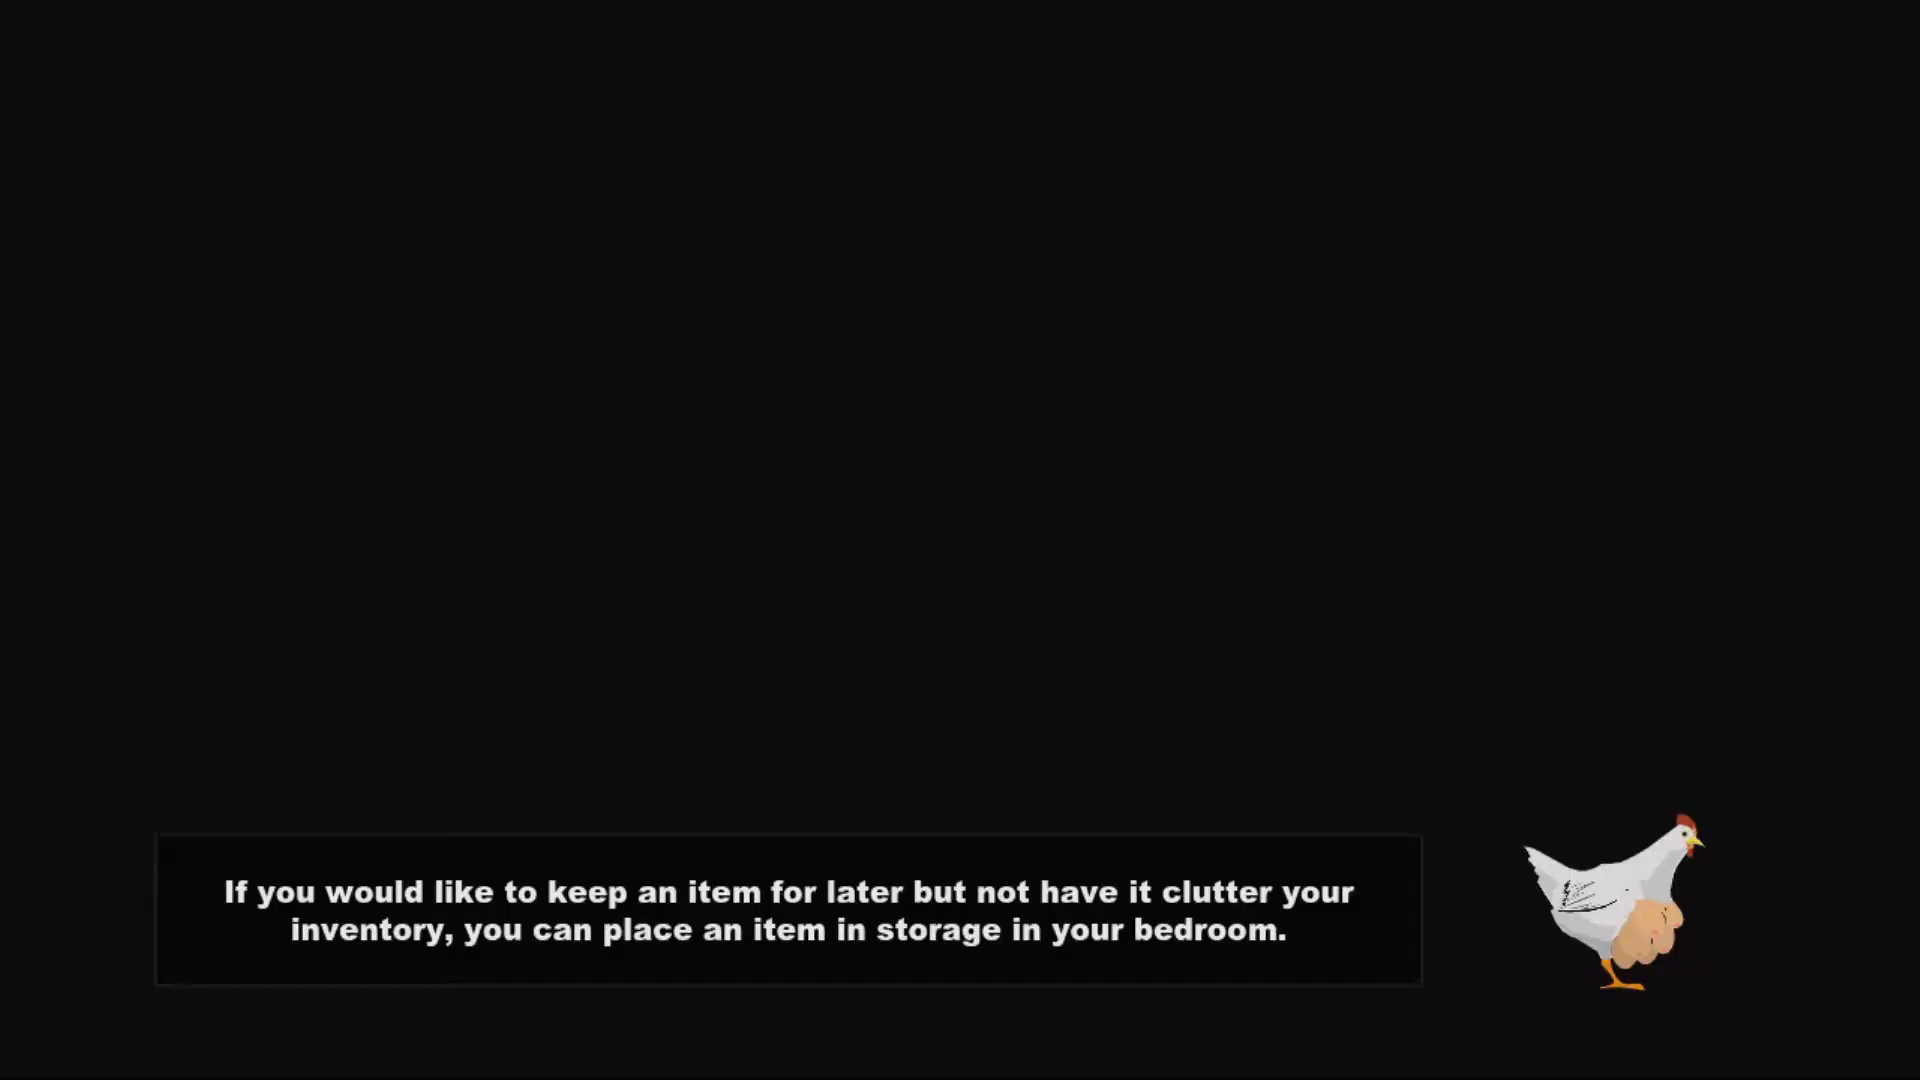 If you would like to keep an item for later but not have it clutter your
inventory, you can place an item in storage in your bedroom.